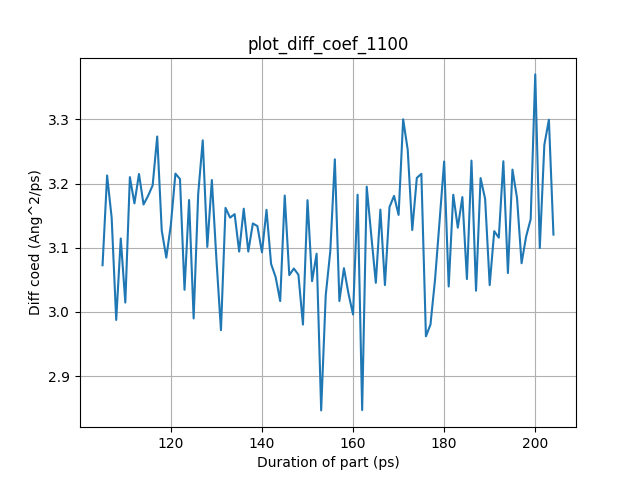 plot_diff_coef_1100
3.3
3.2
3.1
3.0
2.9
Diff coed (Ang^2/ps)
120 140 160 180 200
Duration of part (ps)